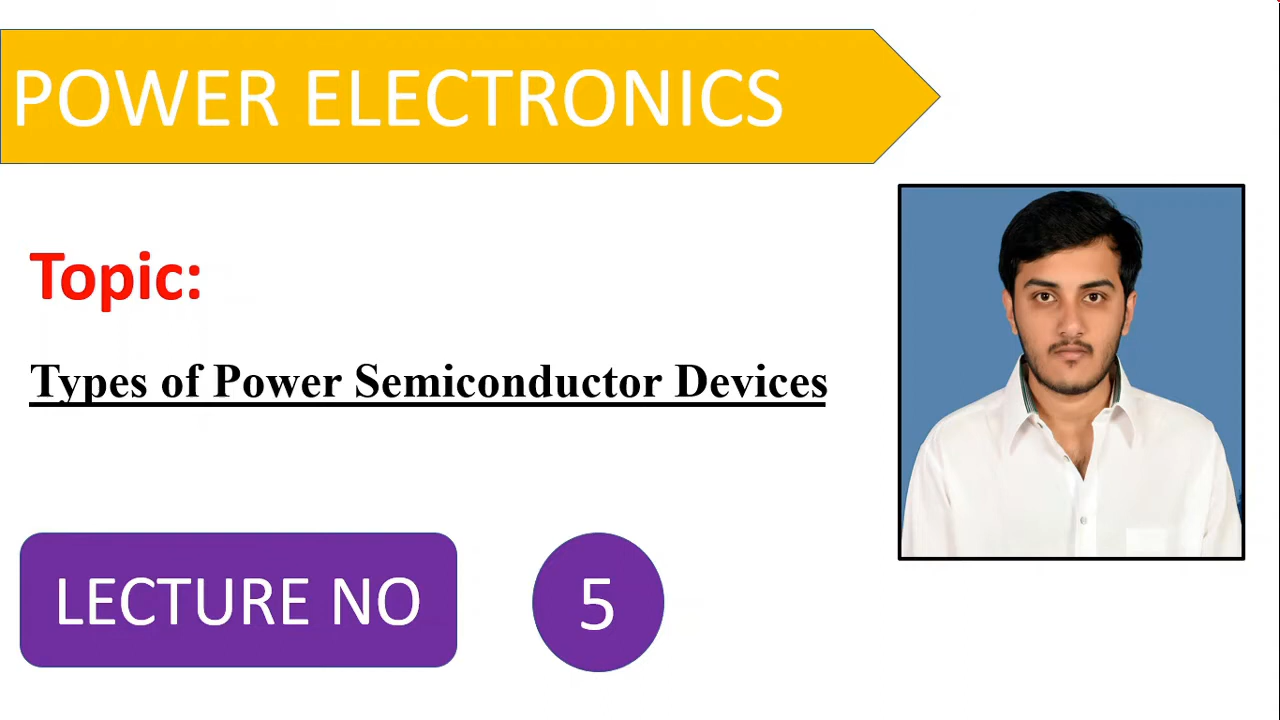 POWER ELECTRONICS
Topic:
Types of Power Semiconductor Devices
LECTURE NO 5